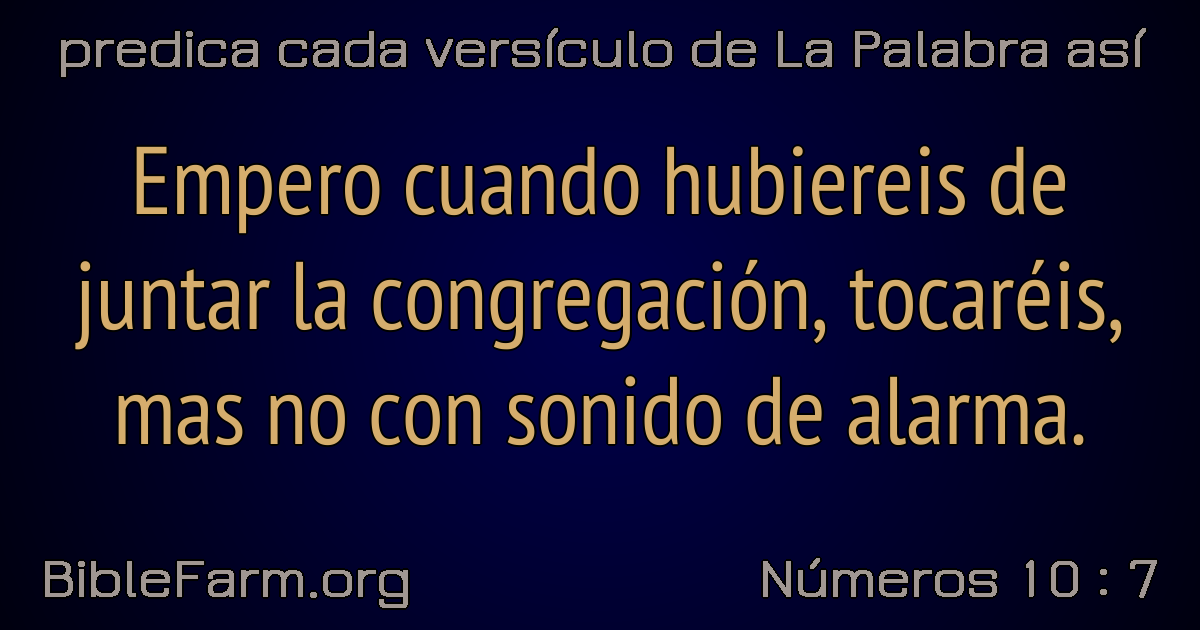 predica cada versículo de La Palabra así
Empero cuando hubiereis de
juntar la congregación, tocaréis,
mas no con sonido de alarma.
BibleFarm.org
Números 10 : 7